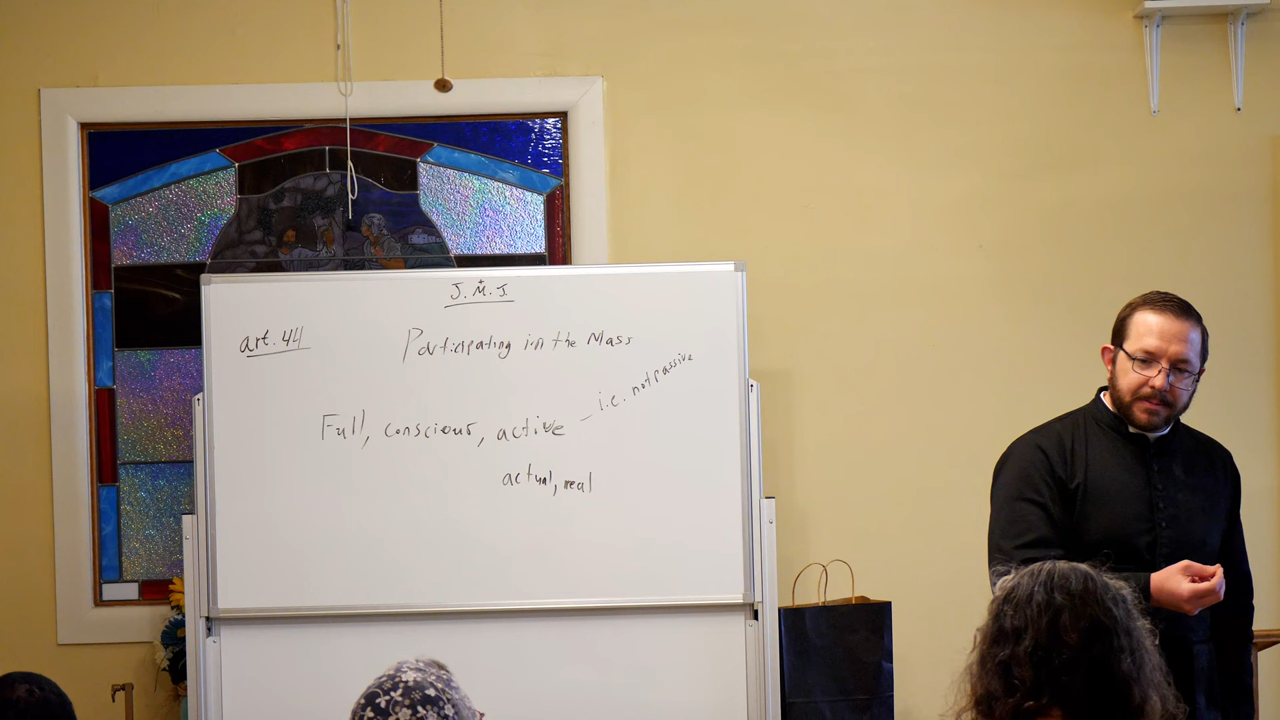 J. M. J.
art. 44
Participating in the Mass
Full, conscious, active – i.e. not passive
actual, real